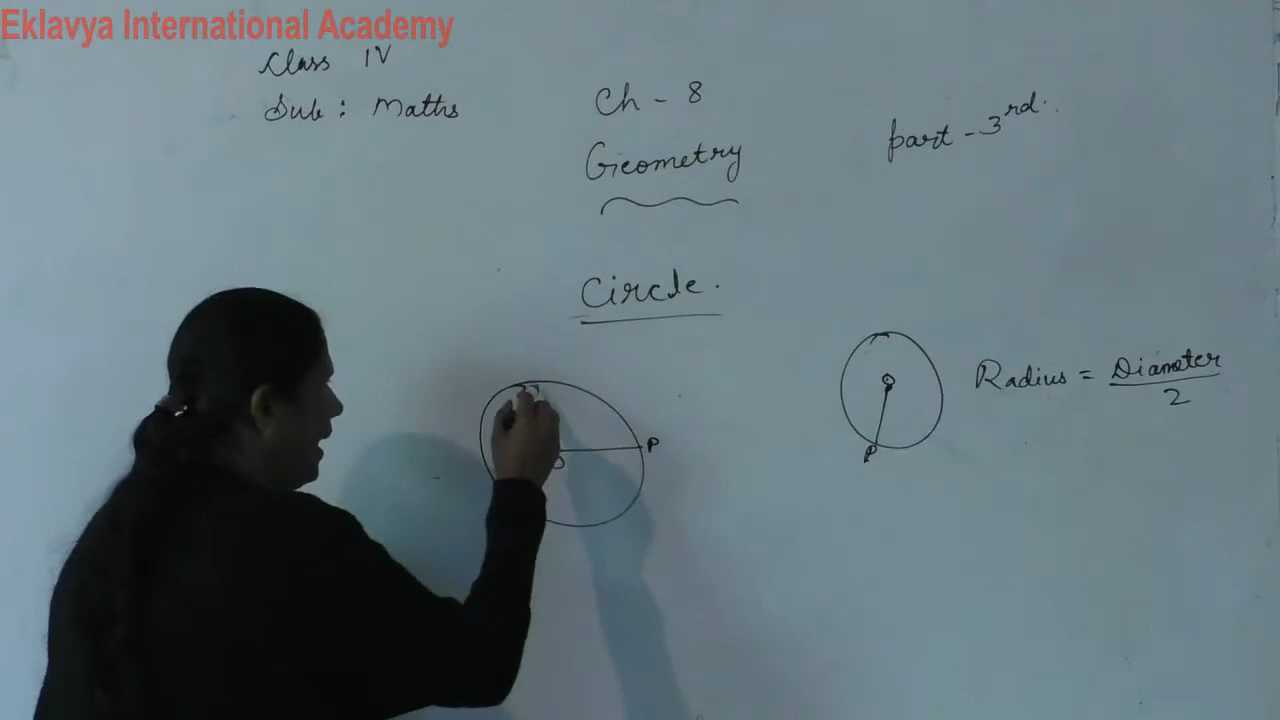 Eklavya International Academy
Class IV
Sub : Maths
Ch - 8
Geometry
part - 3rd.
Circle.
P
O
O
P
Radius = Diameter
2